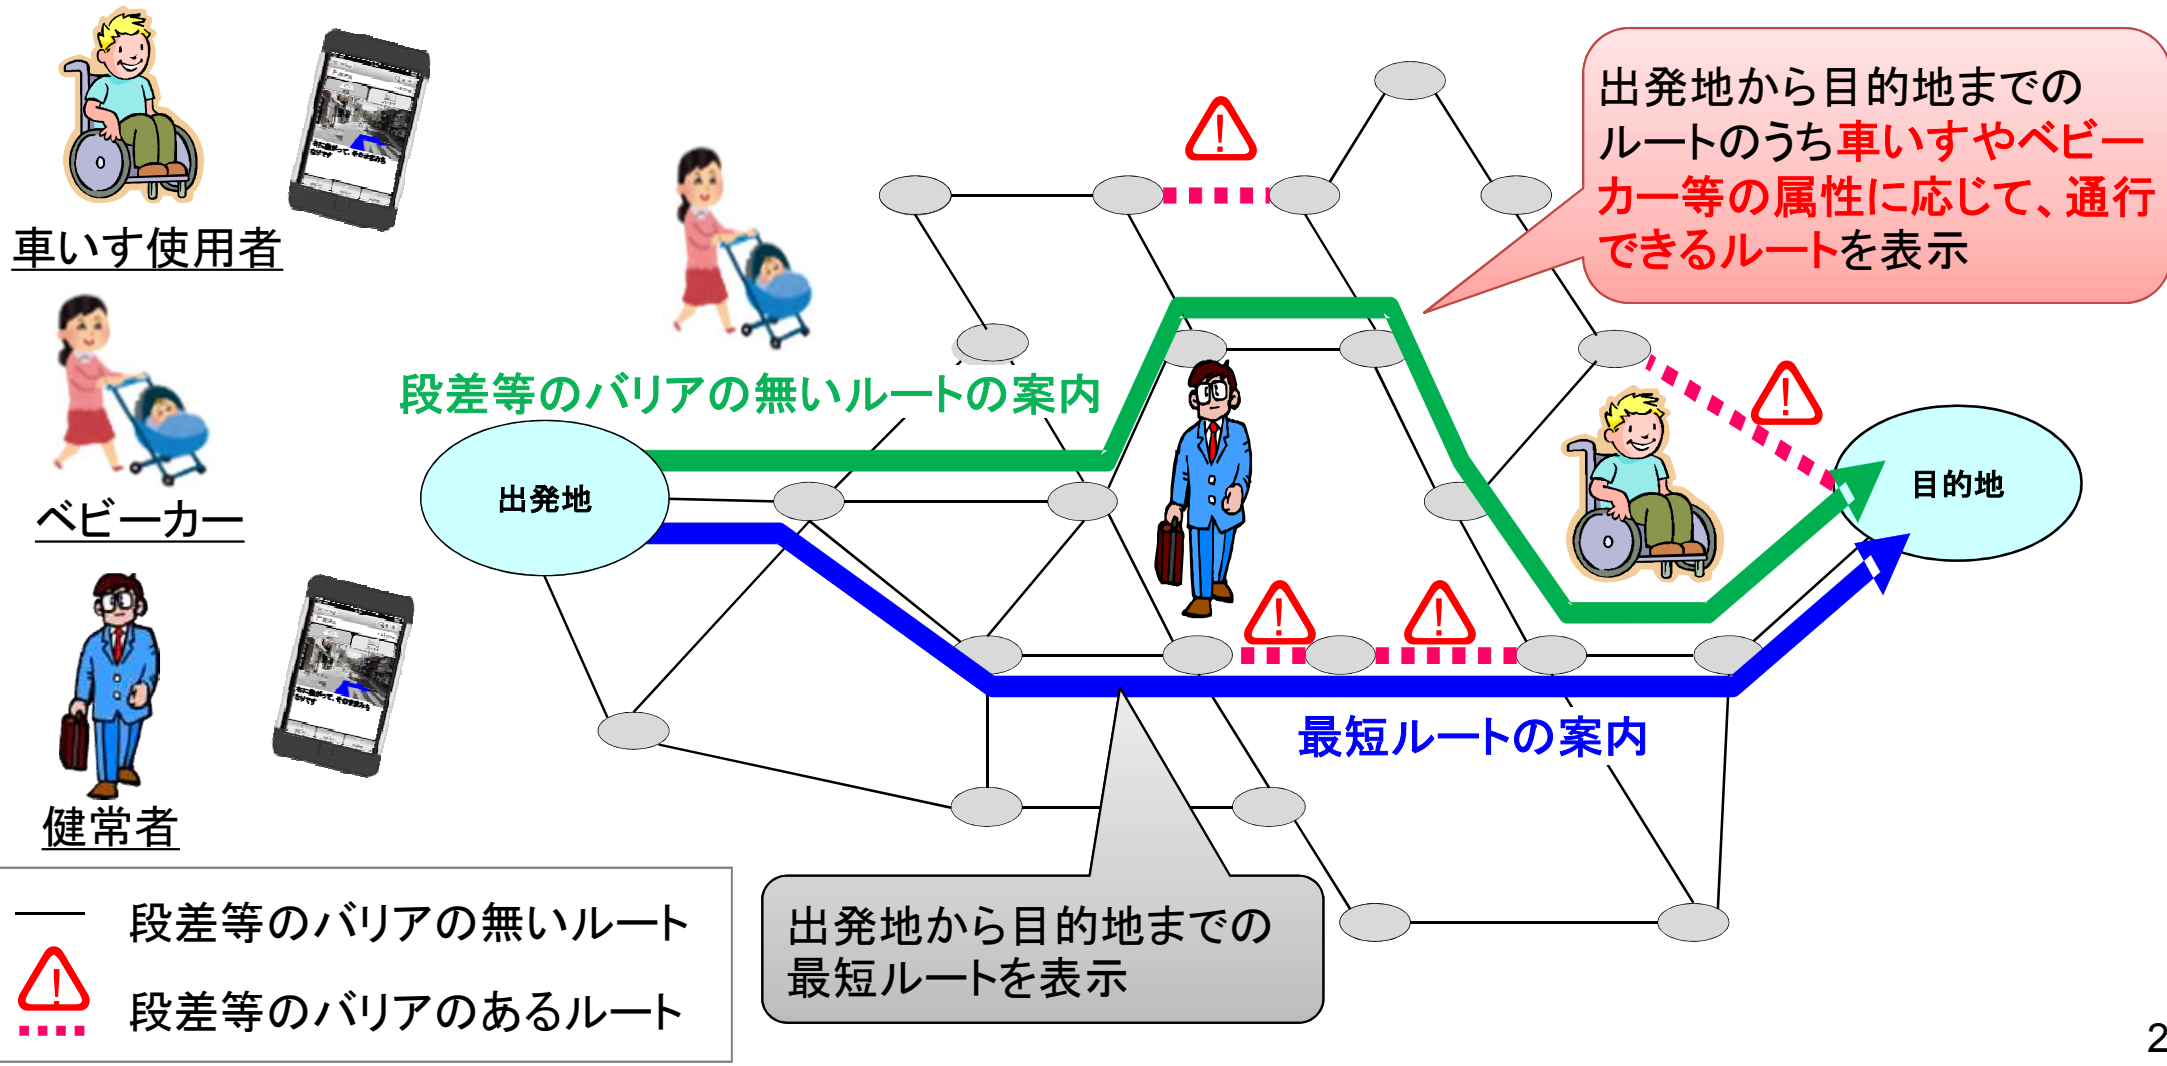 車いす使用者
ベビーカー
健常者
段差等のバリアの無いルート
段差等のバリアのあるルート
段差等のバリアの無いルートの案内
出発地
目的地
最短ルートの案内
出発地から目的地までの
ルートのうち車いすやベビー
カー等の属性に応じて、通行
できるルートを表示
出発地から目的地までの
最短ルートを表示
2